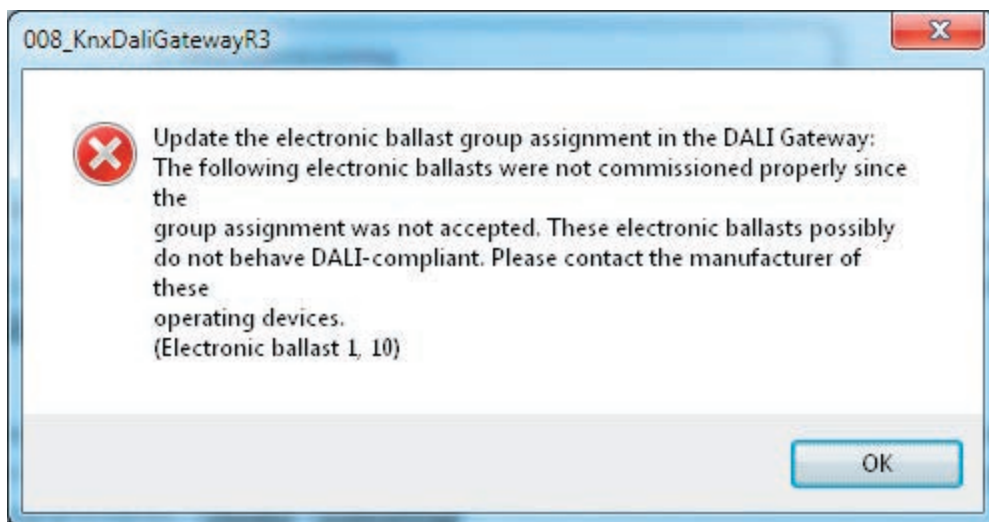 008_KnxDaliGatewayR3
Update the electronic ballast group assignment in the DALI Gateway:
The following electronic ballasts were not commissioned properly since
the
group assignment was not accepted. These electronic ballasts possibly
do not behave DALI-compliant. Please contact the manufacturer of
these
operating devices.
(Electronic ballast 1, 10)
OK